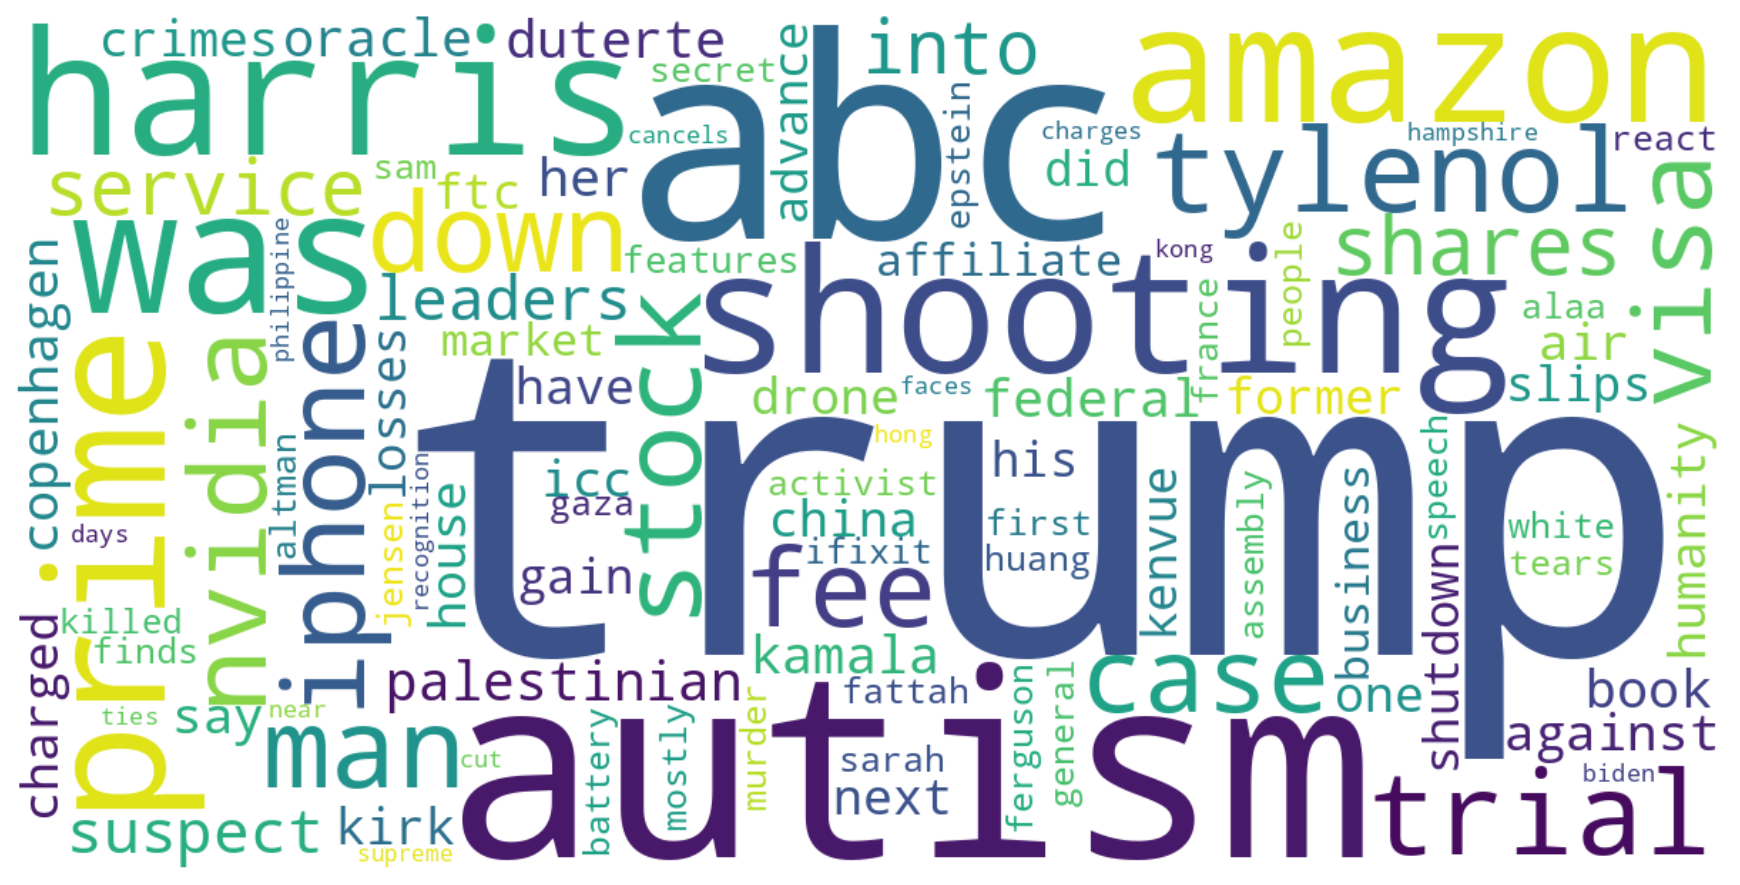 crimes
oracle
duterte
into
amazon
harris
secret
advance
abc
cancels
epstein
charges
did
hampshire
react
tylenol
visa
service
sam
ftc
her
was
down
philippine
copenhagen
features
affiliate
kong
people
shares
leaders
shooting
france
alaa
air
slips
prime
nvidia
iphone
losses
market
stock
have
drone
faces
federal
former
trump
hong
his
icc
gaza
activist
china
first
huang
ifixit
fee
kenvue
assembly
business
speech
white
tears
humanity
days
altman
jensen
recognition
house
gain
shutdown
charged
killed
finds
ties
say
near
palestinian
kamala
case
one
book
against
man
autism
fattah
murder
mostly
battery
cut
sarah
next
ferguson
general
biden
trial
suspect
kirk
supreme